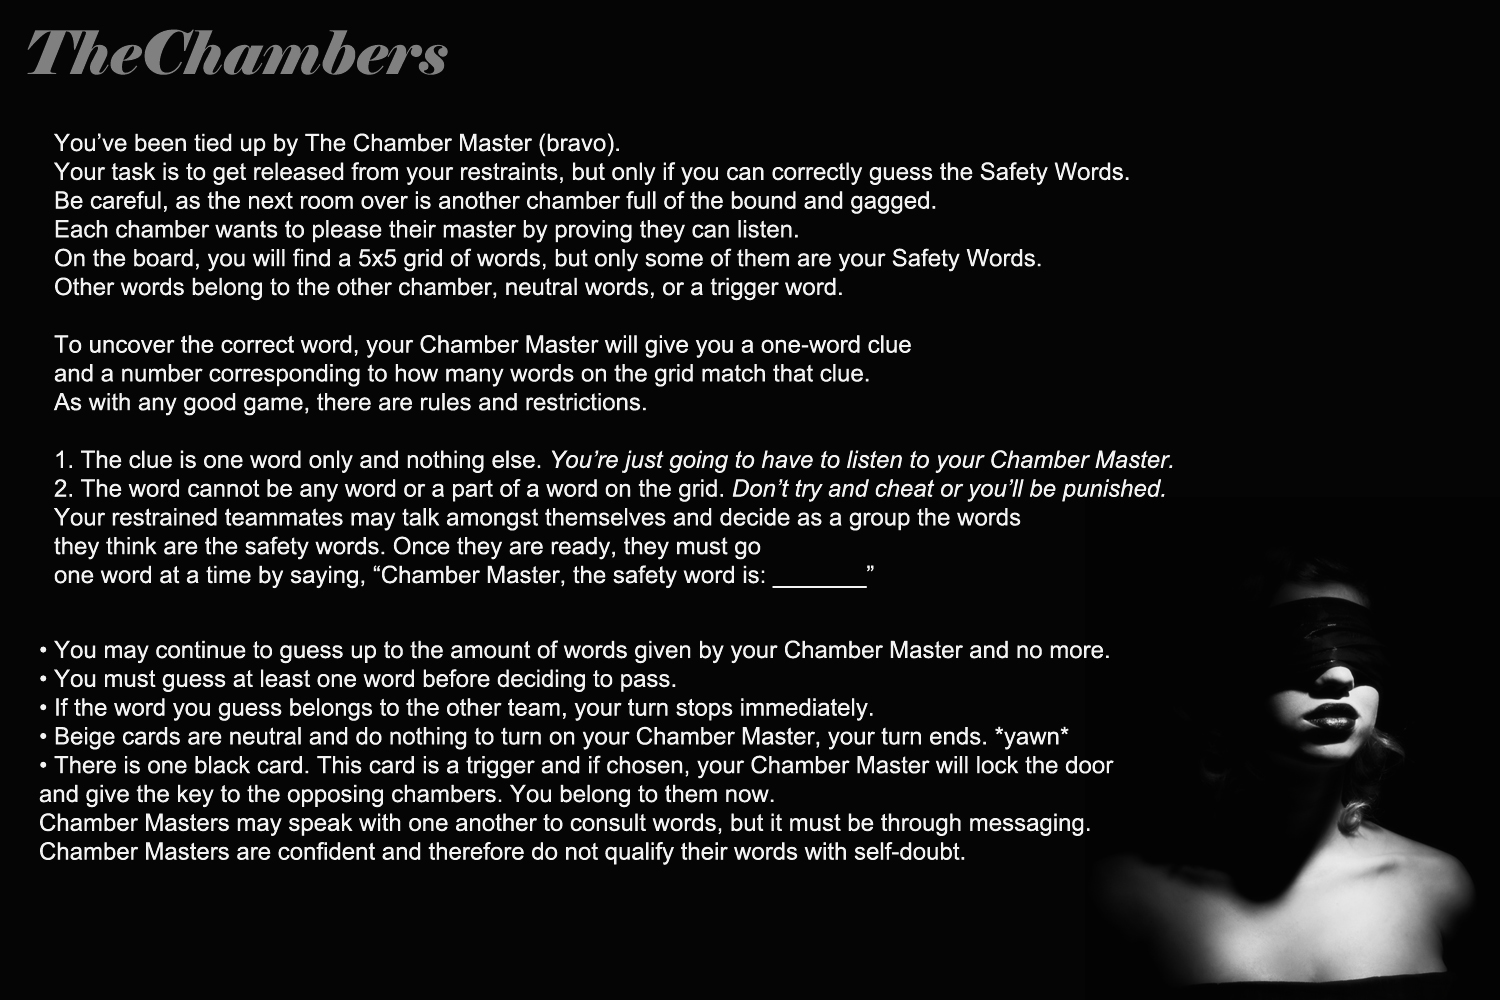 TheChambers
You’ve been tied up by The Chamber Master (bravo).
Your task is to get released from your restraints, but only if you can correctly guess the Safety Words.
Be careful, as the next room over is another chamber full of the bound and gagged.
Each chamber wants to please their master by proving they can listen.
On the board, you will find a 5x5 grid of words, but only some of them are your Safety Words.
Other words belong to the other chamber, neutral words, or a trigger word.
To uncover the correct word, your Chamber Master will give you a one-word clue
and a number corresponding to how many words on the grid match that clue.
As with any good game, there are rules and restrictions.
1. The clue is one word only and nothing else. You’re just going to have to listen to your Chamber Master.
2. The word cannot be any word or a part of a word on the grid. Don’t try and cheat or you’ll be punished.
Your restrained teammates may talk amongst themselves and decide as a group the words
they think are the safety words. Once they are ready, they must go
one word at a time by saying, “Chamber Master, the safety word is: _______”
• You may continue to guess up to the amount of words given by your Chamber Master and no more.
• You must guess at least one word before deciding to pass.
• If the word you guess belongs to the other team, your turn stops immediately.
• Beige cards are neutral and do nothing to turn on your Chamber Master, your turn ends. *yawn*
• There is one black card. This card is a trigger and if chosen, your Chamber Master will lock the door
and give the key to the opposing chambers. You belong to them now.
Chamber Masters may speak with one another to consult words, but it must be through messaging.
Chamber Masters are confident and therefore do not qualify their words with self-doubt.